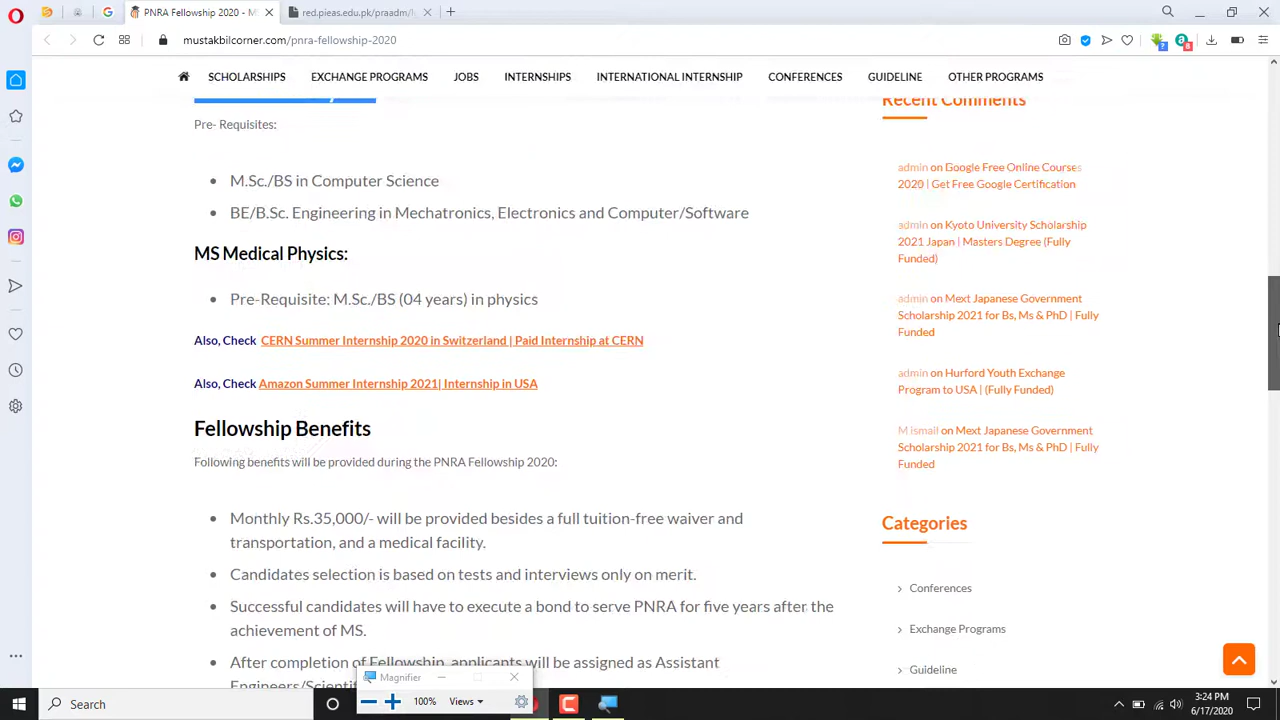 PNRA Fellowship 2020 - M
red.pieas.edu.pk/praadm/l
mustakbilcorner.com/pnra-fellowship-2020
SCHOLARSHIPS EXCHANGE PROGRAMS JOBS INTERNSHIPS INTERNATIONAL INTERNSHIP CONFERENCES GUIDELINE OTHER PROGRAMS
Pre- Requisites:
M.Sc./BS in Computer Science
BE/B.Sc. Engineering in Mechatronics, Electronics and Computer/Software
MS Medical Physics:
Pre-Requisite: M.Sc./BS (04 years) in physics
Also, Check CERN Summer Internship 2020 in Switzerland | Paid Internship at CERN
Also, Check Amazon Summer Internship 2021| Internship in USA
Fellowship Benefits
Following benefits will be provided during the PNRA Fellowship 2020:
Monthly Rs.35,000/- will be provided besides a full tuition-free waiver and
transportation, and a medical facility.
Candidates selection is based on tests and interviews only on merit.
Successful candidates will have to execute a bond to serve PNRA for five years after the
achievement of MS.
After completion of Fellowship, applicants will be assigned as Assistant
Engineers/Scientif
Recent Comments
admin on Google Free Online Courses
2020 | Get Free Google Certification
admin on Kyoto University Scholarship
2021 Japan | Masters Degree (Fully
Funded)
admin on Mext Japanese Government
Scholarship 2021 for Bs, Ms & PhD | Fully
Funded
admin on Hurford Youth Exchange
Program to USA | (Fully Funded)
M ismail on Mext Japanese Government
Scholarship 2021 for Bs, Ms & PhD | Fully
Funded
Categories
Conferences
Exchange Programs
Guideline
Magnifier
100% Views
Search
3:24 PM
6/17/2020